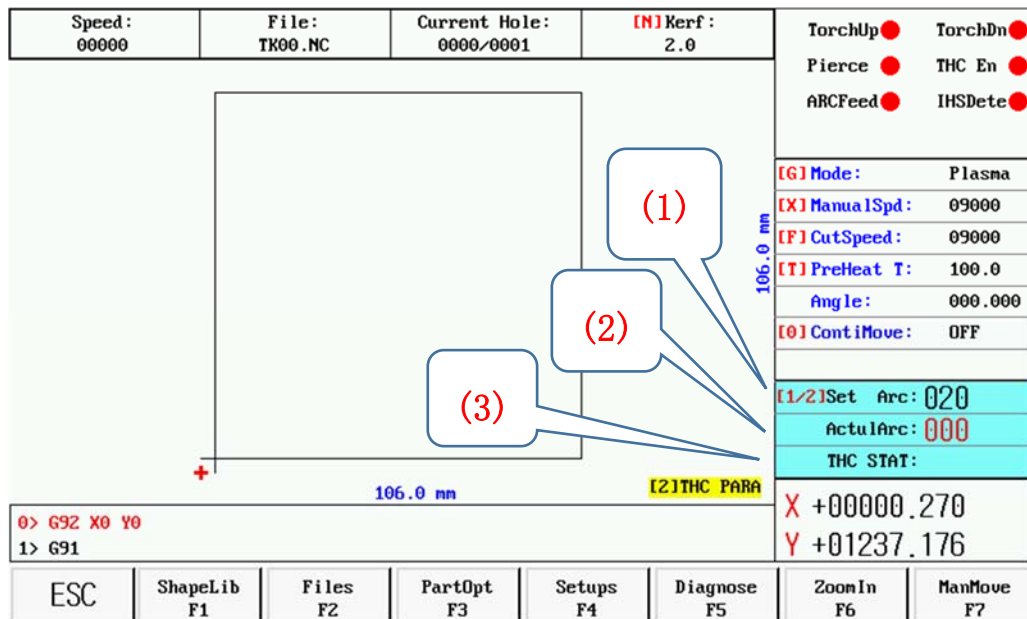 Speed:
00000
File:
TK00.NC
Current Hole:
0000/0001
[N]Kerf:
2.0
TorchUp
TorchDn
Pierce
THC En
ARCFeed
IHSDete
[G]Mode: Plasma
[X]ManualSpd: 09000
[F]CutSpeed: 09000
[T]PreHeat T: 100.0
Angle: 000.000
[O]ContiMove: OFF
[1/2]Set Arc: 020
ActulArc: 000
THC STAT:
X +00000.270
Y +01237.176
(1)
(2)
(3)
106.0 mm
106.0 mm
[2]THC PARA
0> G92 X0 Y0
1> G91
ESC
ShapeLib
F1
Files
F2
PartOpt
F3
Setups
F4
Diagnose
F5
ZoomIn
F6
ManMove
F7